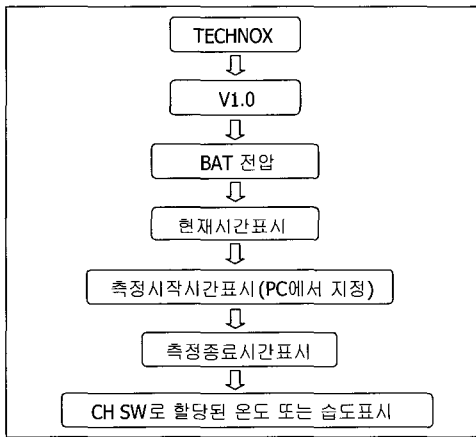 TECHNOX
V1.0
BAT 전압
현재시간표시
측정시작시간표시(PC에서 지정)
측정종료시간표시
CH SW로 할당된 온도 또는 습도표시